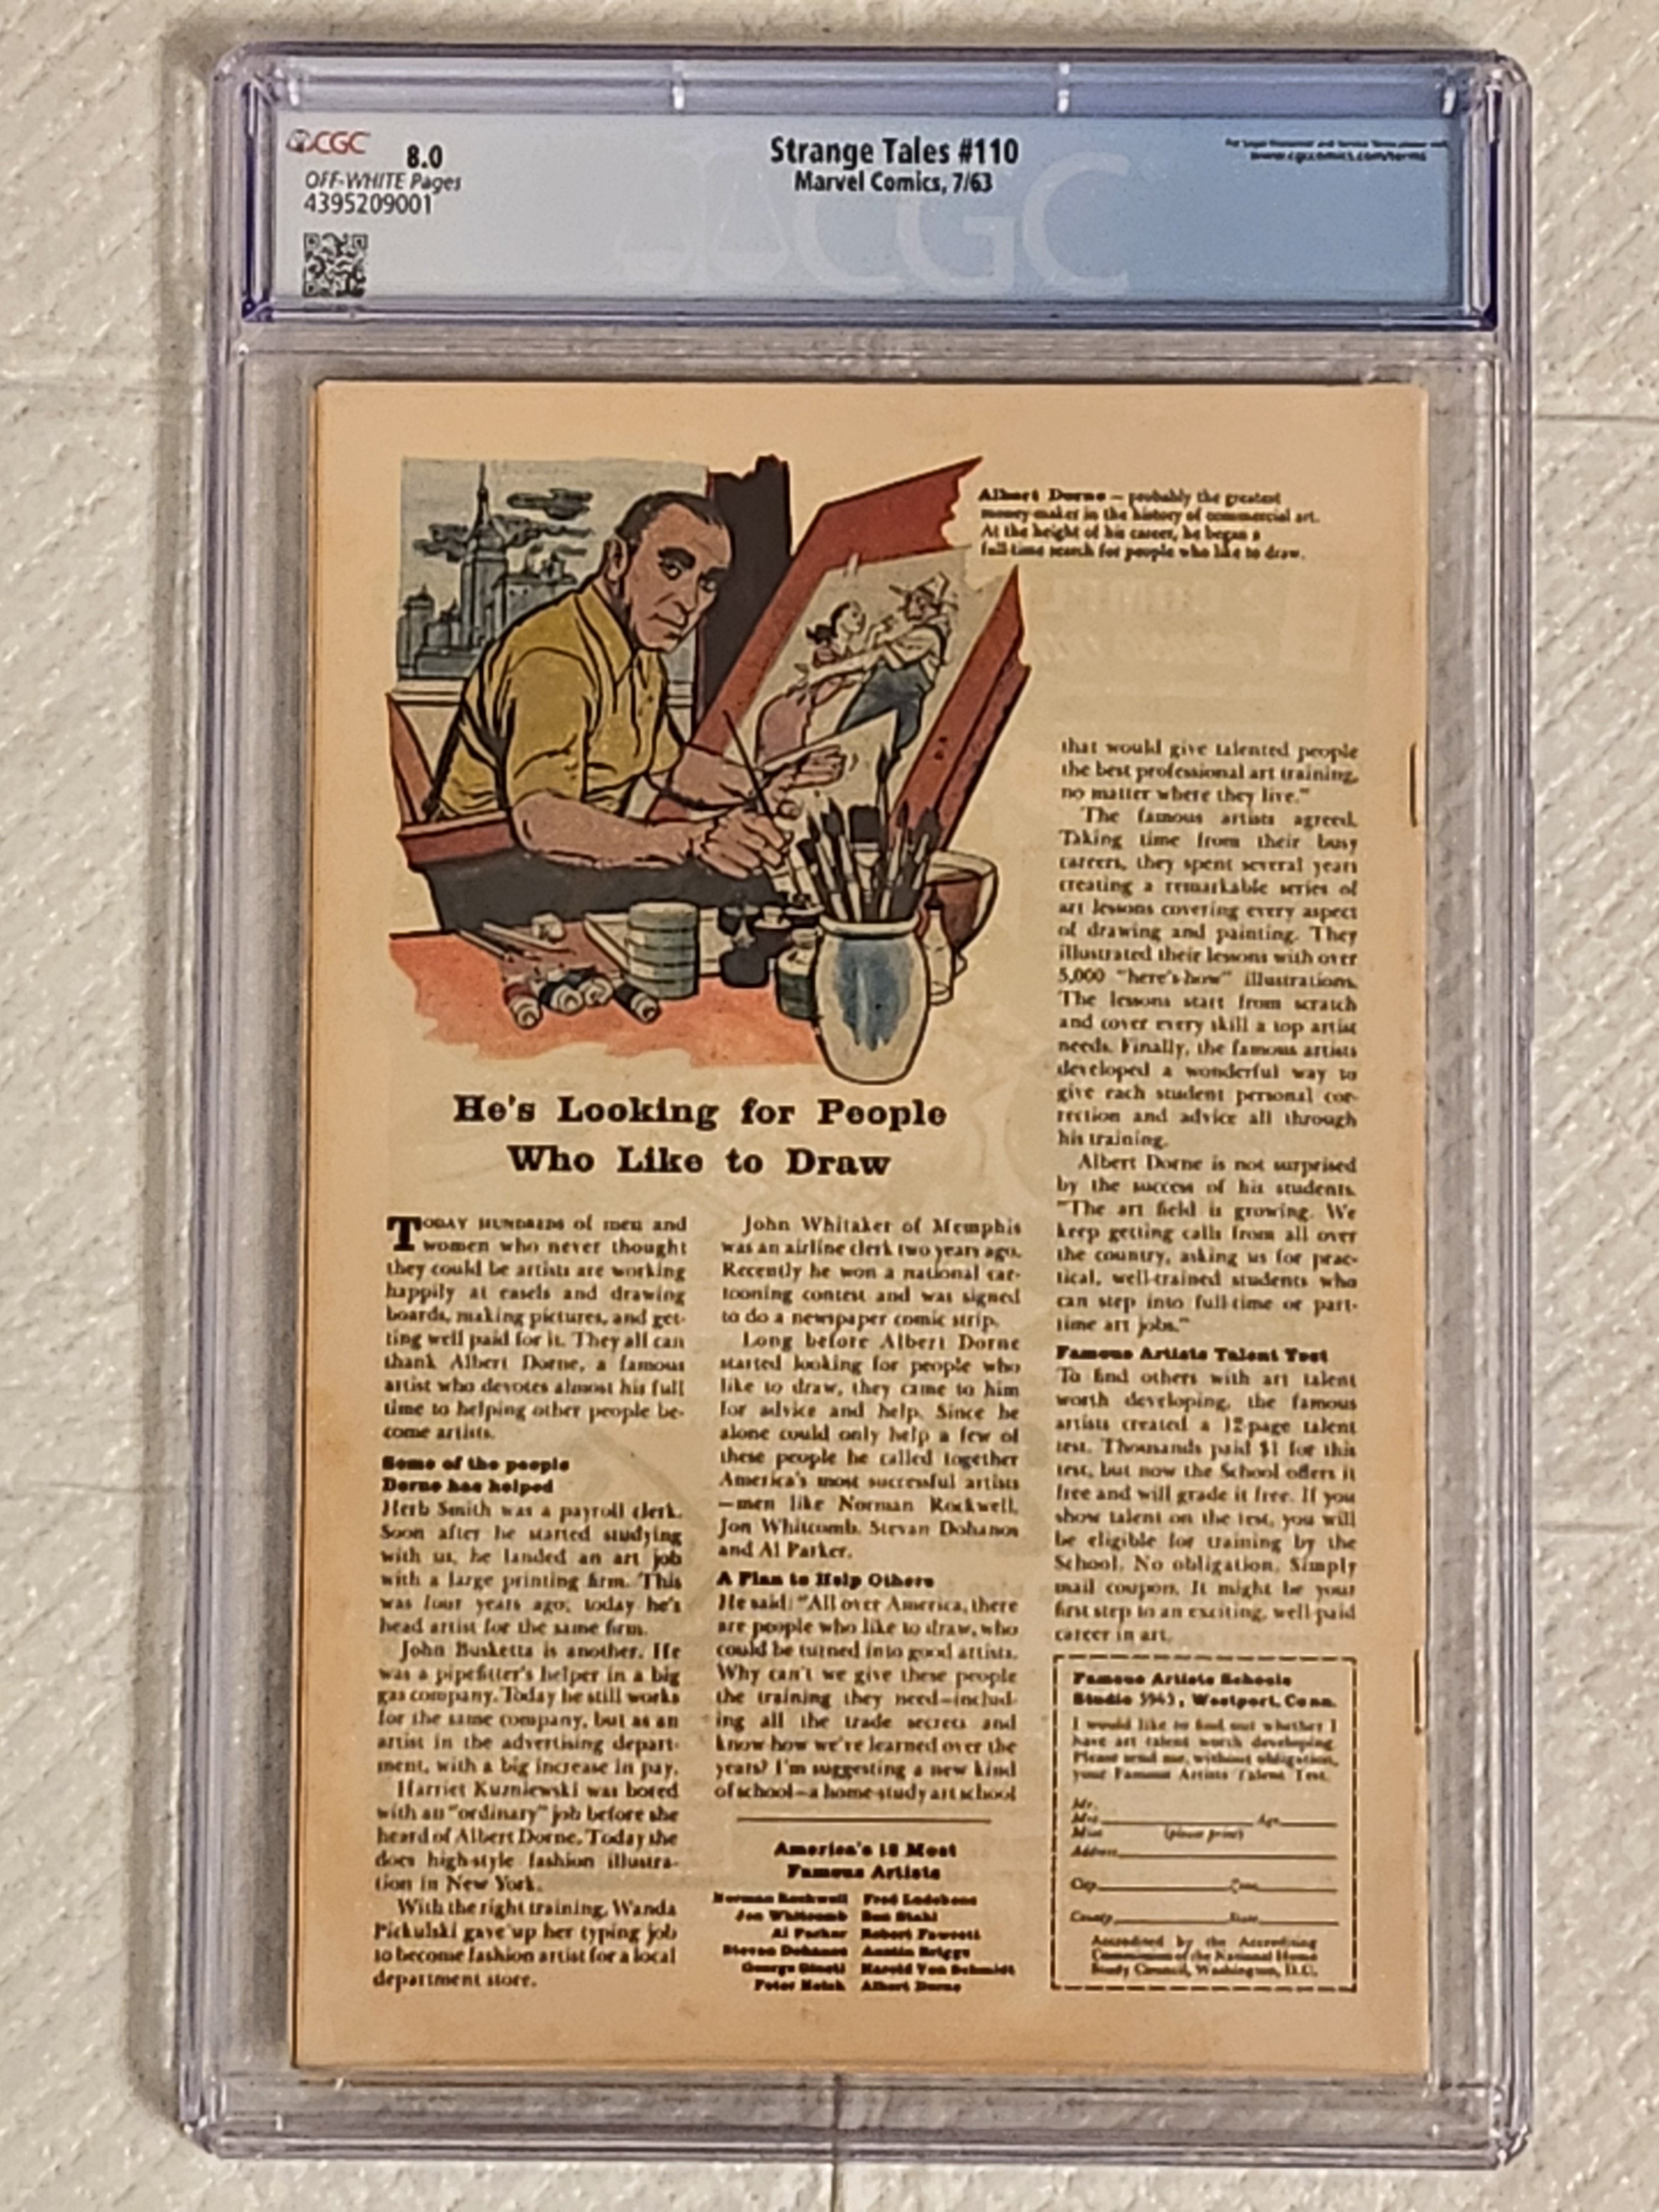 CGC 8.0
OFF-WHITE Pages
4395209001
Strange Tales #110
Marvel Comics, 7/63
www.cgccomics.com/terms
CGC
Albert Dorne — probably the greatest
money-maker in the history of commercial art.
At the height of his career, he began a
full-time search for people who like to draw.
He's Looking for People
Who Like to Draw
TODAY HUNDREDS of men and
women who never thought
they could be artists are working
happily at easels and drawing
boards, making pictures, and get-
ting well paid for it. They all can
thank Albert Dorne, a famous
artist who devotes almost his full
time to helping other people be-
come artists.
Some of the people
Dorne has helped
Herb Smith was a payroll clerk.
Soon after he started studying
with us, he landed an art job
with a large printing firm. This
was four years ago; today he's
head artist for the same firm.
John Busketta is another. He
was a pipefitter's helper in a big
gas company. Today he still works
for the same company, but as an
artist in the advertising depart-
ment, with a big increase in pay.
Harriet Kuzniewski was bored
with an "ordinary" job before she
heard of Albert Dorne. Today she
does high-style fashion illustra-
tion in New York.
With the right training, Wanda
Pickulski gave up her typing job
to become fashion artist for a local
department store.
John Whitaker of Memphis
was an airline clerk two years ago.
Recently he won a national car-
tooning contest and was signed
to do a newspaper comic strip.
Long before Albert Dorne
started looking for people who
like to draw, they came to him
for advice and help. Since he
alone could only help a few of
these people he called together
America's most successful artists
—men like Norman Rockwell,
Jon Whitcomb, Stevan Dohanos
and Al Parker.
A Plan to Help Others
He said: "All over America, there
are people who like to draw, who
could be turned into good artists.
Why can't we give these people
the training they need—includ-
ing all the trade secrets and
know-how we've learned over the
years? I'm suggesting a new kind
of school—a home-study art school
America's 12 Most
Famous Artists
Norman Rockwell Fred Ludekens
Jon Whitcomb Ben Stahl
Al Parker Robert Fawcett
Stevan Dohanos Austin Briggs
George Giusti Harold Von Schmidt
Peter Helck Albert Dorne
that would give talented people
the best professional art training,
no matter where they live."
The famous artists agreed.
Taking time from their busy
careers, they spent several years
creating a remarkable series of
art lessons covering every aspect
of drawing and painting. They
illustrated their lessons with over
5,000 "here's-how" illustrations.
The lessons start from scratch
and cover every skill a top artist
needs. Finally, the famous artists
developed a wonderful way to
give each student personal cor-
rection and advice all through
his training.
Albert Dorne is not surprised
by the success of his students.
"The art field is growing. We
keep getting calls from all over
the country, asking us for prac-
tical, well-trained students who
can step into full-time or part-
time art jobs."
Famous Artists Talent Test
To find others with art talent
worth developing, the famous
artists created a 12-page talent
test. Thousands paid $1 for this
test, but now the School offers it
free and will grade it free. If you
show talent on the test, you will
be eligible for training by the
School. No obligation. Simply
mail coupon. It might be your
first step to an exciting, well-paid
career in art.
Famous Artists Schools
Studio 5943, Westport, Conn.
I would like to find out whether I
have art talent worth developing.
Please send me, without obligation,
your Famous Artists Talent Test.
Mr.
Mrs. Age
Miss (please print)
Address
City Zone
County State
Accredited by the Accrediting
Commission of the National Home
Study Council, Washington, D.C.